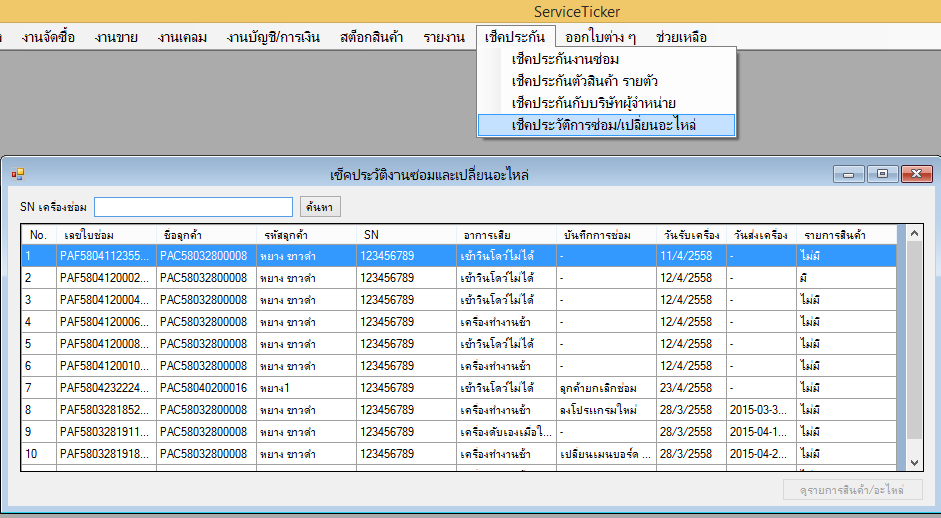 ServiceTicker
งานจัดซื้อ งานขาย งานเคลม งานบัญชี/การเงิน สต็อกสินค้า รายงาน เช็คประกัน ออกใบต่าง ๆ ช่วยเหลือ
เช็คประกันงานซ่อม
เช็คประกันตัวสินค้า รายตัว
เช็คประกันกับบริษัทผู้จำหน่าย
เช็คประวัติการซ่อม/เปลี่ยนอะไหล่
เช็คประวัติงานซ่อมและเปลี่ยนอะไหล่
SN เครื่องซ่อม ค้นหา
No. เลขใบซ่อม ชื่อลูกค้า รหัสลูกค้า SN อาการเสีย บันทึกการซ่อม วันรับเครื่อง วันส่งเครื่อง รายการสินค้า
1 PAF5804112355... PAC58032800008 หยาง ขาวดำ 123456789 เข้าวินโดว์ไม่ได้ - 11/4/2558 - ไม่มี
2 PAF5804120002... PAC58032800008 หยาง ขาวดำ 123456789 เข้าวินโดว์ไม่ได้ - 12/4/2558 - มี
3 PAF5804120004... PAC58032800008 หยาง ขาวดำ 123456789 เข้าวินโดว์ไม่ได้ - 12/4/2558 - ไม่มี
4 PAF5804120006... PAC58032800008 หยาง ขาวดำ 123456789 เครื่องทำงานช้า - 12/4/2558 - ไม่มี
5 PAF5804120008... PAC58032800008 หยาง ขาวดำ 123456789 เข้าวินโดว์ไม่ได้ - 12/4/2558 - ไม่มี
6 PAF5804120010... PAC58032800008 หยาง ขาวดำ 123456789 เครื่องทำงานช้า - 12/4/2558 - ไม่มี
7 PAF5804232224... PAC58040200016 หยาง1 123456789 เข้าวินโดว์ไม่ได้ ลูกค้ายกเลิกซ่อม 23/4/2558 - ไม่มี
8 PAF5803281852... PAC58032800008 หยาง ขาวดำ 123456789 เครื่องทำงานช้า ลงโปรแกรมใหม่ 28/3/2558 2015-03-3... ไม่มี
9 PAF5803281911... PAC58032800008 หยาง ขาวดำ 123456789 เครื่องดับเองเมื่อใ... - 28/3/2558 2015-04-1... ไม่มี
10 PAF5803281918... PAC58032800008 หยาง ขาวดำ 123456789 เครื่องทำงานช้า เปลี่ยนเมนบอร์ด ... 28/3/2558 2015-04-2... ไม่มี
ดูรายการสินค้า/อะไหล่